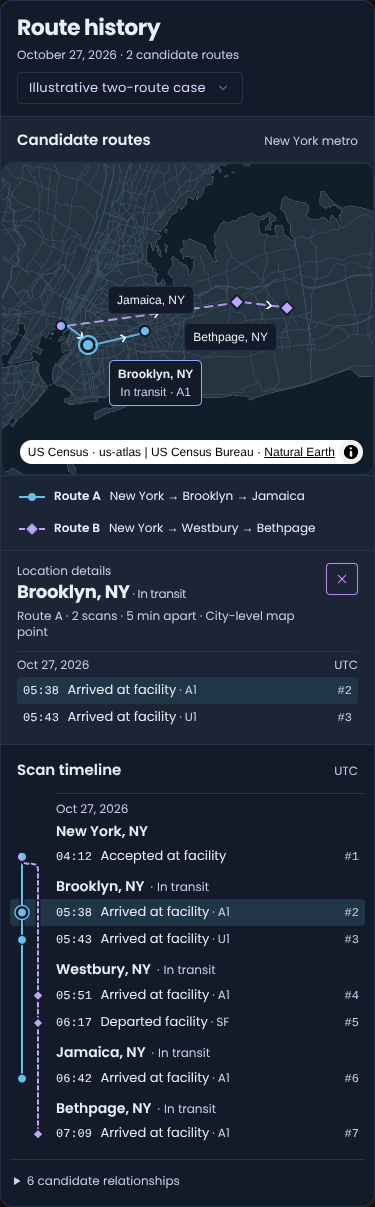 Route history
October 27, 2026 · 2 candidate routes
Illustrative two-route case
Candidate routes New York metro
Jamaica, NY
Bethpage, NY
Brooklyn, NY
In transit · A1
US Census · us-atlas | US Census Bureau · Natural Earth
Route A New York → Brooklyn → Jamaica
Route B New York → Westbury → Bethpage
Location details
Brooklyn, NY · In transit
Route A · 2 scans · 5 min apart · City-level map
point
Oct 27, 2026 UTC
05:38 Arrived at facility · A1 #2
05:43 Arrived at facility · U1 #3
Scan timeline UTC
Oct 27, 2026
New York, NY
04:12 Accepted at facility #1
Brooklyn, NY · In transit
05:38 Arrived at facility · A1 #2
05:43 Arrived at facility · U1 #3
Westbury, NY · In transit
05:51 Arrived at facility · A1 #4
06:17 Departed facility · SF #5
Jamaica, NY · In transit
06:42 Arrived at facility · A1 #6
Bethpage, NY · In transit
07:09 Arrived at facility · A1 #7
6 candidate relationships